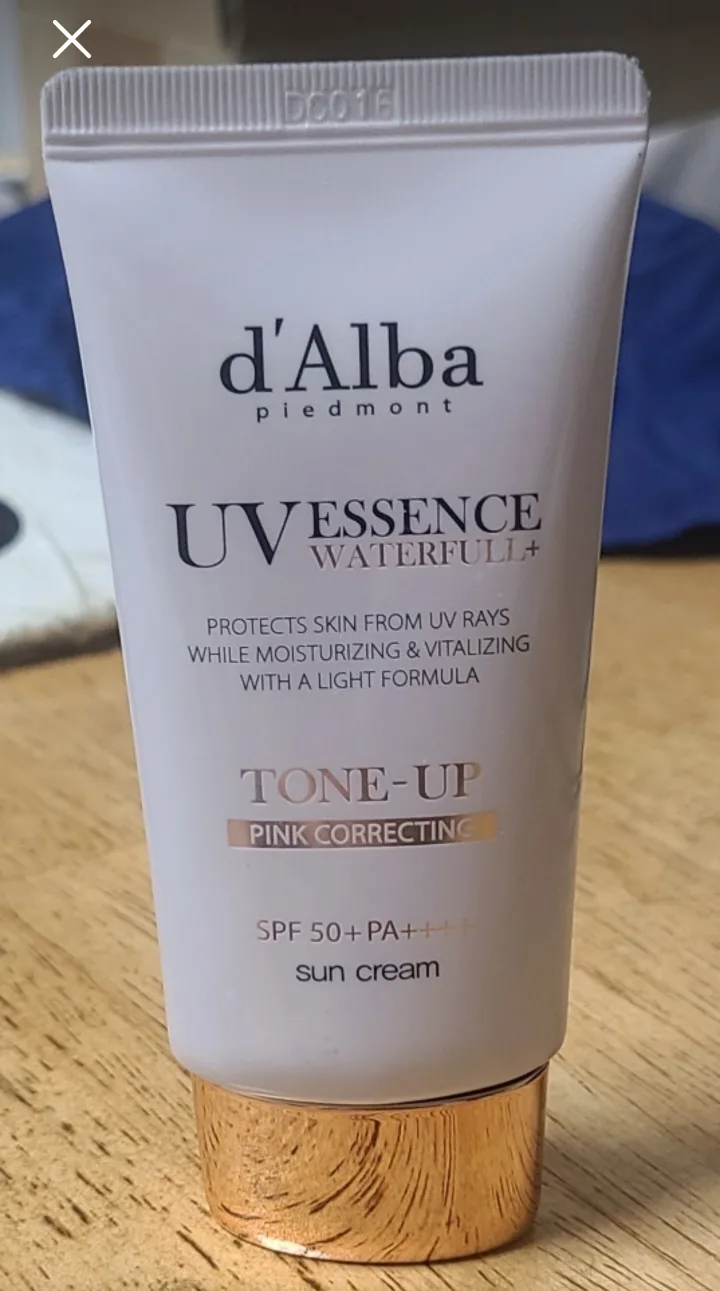 DC01E
d'Alba
piedmont
UV ESSENCE
WATERFULL+
PROTECTS SKIN FROM UV RAYS
WHILE MOISTURIZING & VITALIZING
WITH A LIGHT FORMULA
TONE-UP
PINK CORRECTING
SPF 50+ PA++++
sun cream